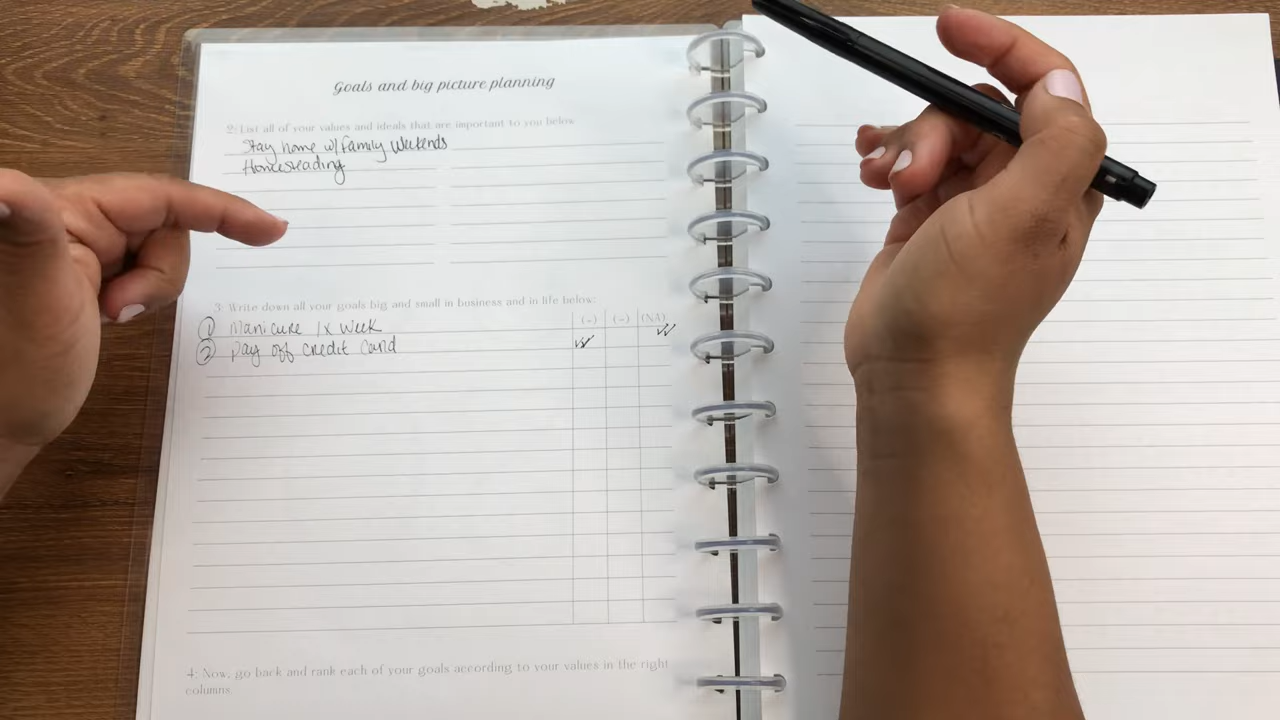 Goals and big picture planning
2: List all of your values and ideals that are important to you below
Stay home w/family Weekends
Homesteading
3: Write down all your goals big and small in business and in life below:
(-) (-) (NA)
① Manicure 1x week
② pay off credit card
4: Now, go back and rank each of your goals according to your values in the right
columns.